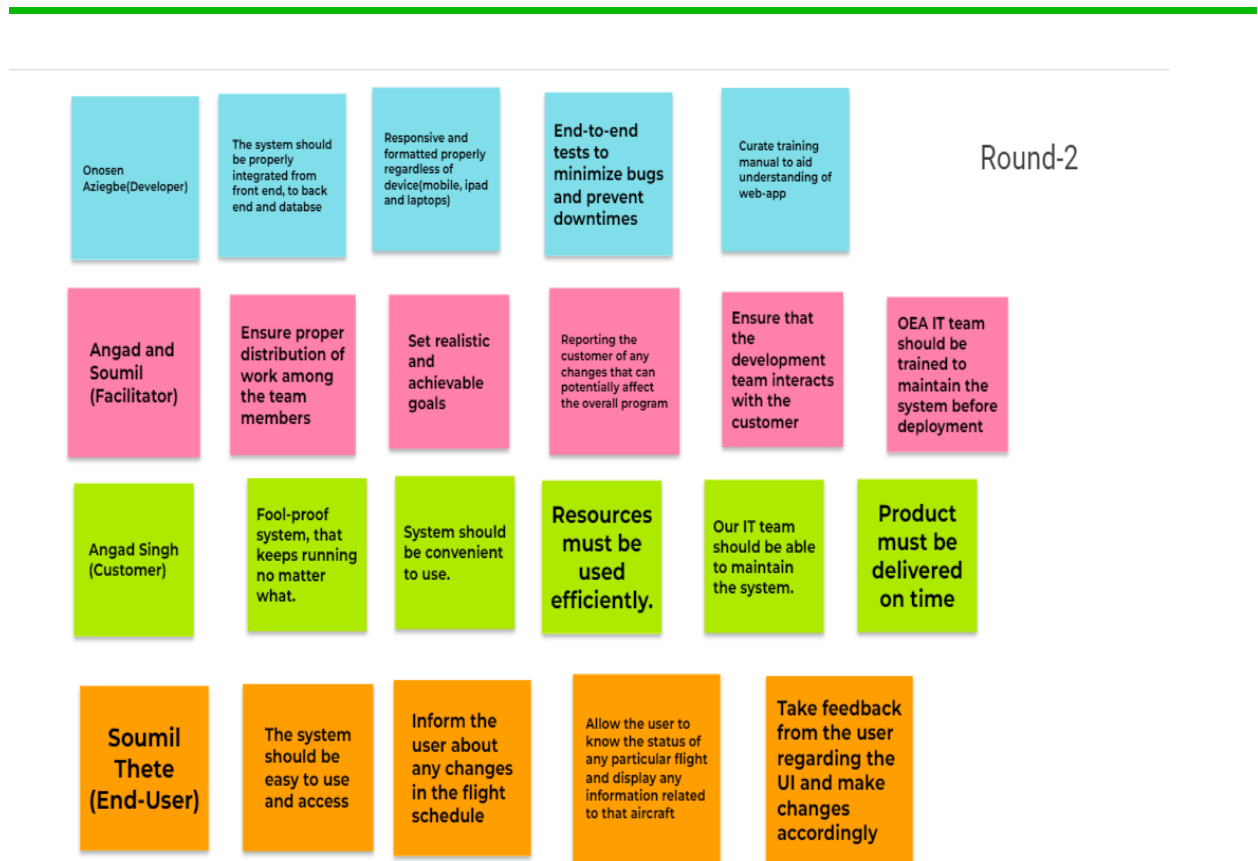 Round-2
Onosen
Aziegbe(Developer)
The system should
be properly
integrated from
front end, to back
end and databse
Responsive and
formatted properly
regardless of
device(mobile, ipad
and laptops)
End-to-end
tests to
minimize bugs
and prevent
downtimes
Curate training
manual to aid
understanding of
web-app
Angad and
Soumil
(Facilitator)
Ensure proper
distribution of
work among
the team
members
Set realistic
and
achievable
goals
Reporting the
customer of any
changes that can
potentially affect
the overall program
Ensure that
the
development
team interacts
with the
customer
OEA IT team
should be
trained to
maintain the
system before
deployment
Angad Singh
(Customer)
Fool-proof
system, that
keeps running
no matter
what.
System should
be convenient
to use.
Resources
must be
used
efficiently.
Our IT team
should be able
to maintain
the system.
Product
must be
delivered
on time
Soumil
Thete
(End-User)
The system
should be
easy to use
and access
Inform the
user about
any changes
in the flight
schedule
Allow the user to
know the status of
any particular flight
and display any
information related
to that aircraft
Take feedback
from the user
regarding the
UI and make
changes
accordingly